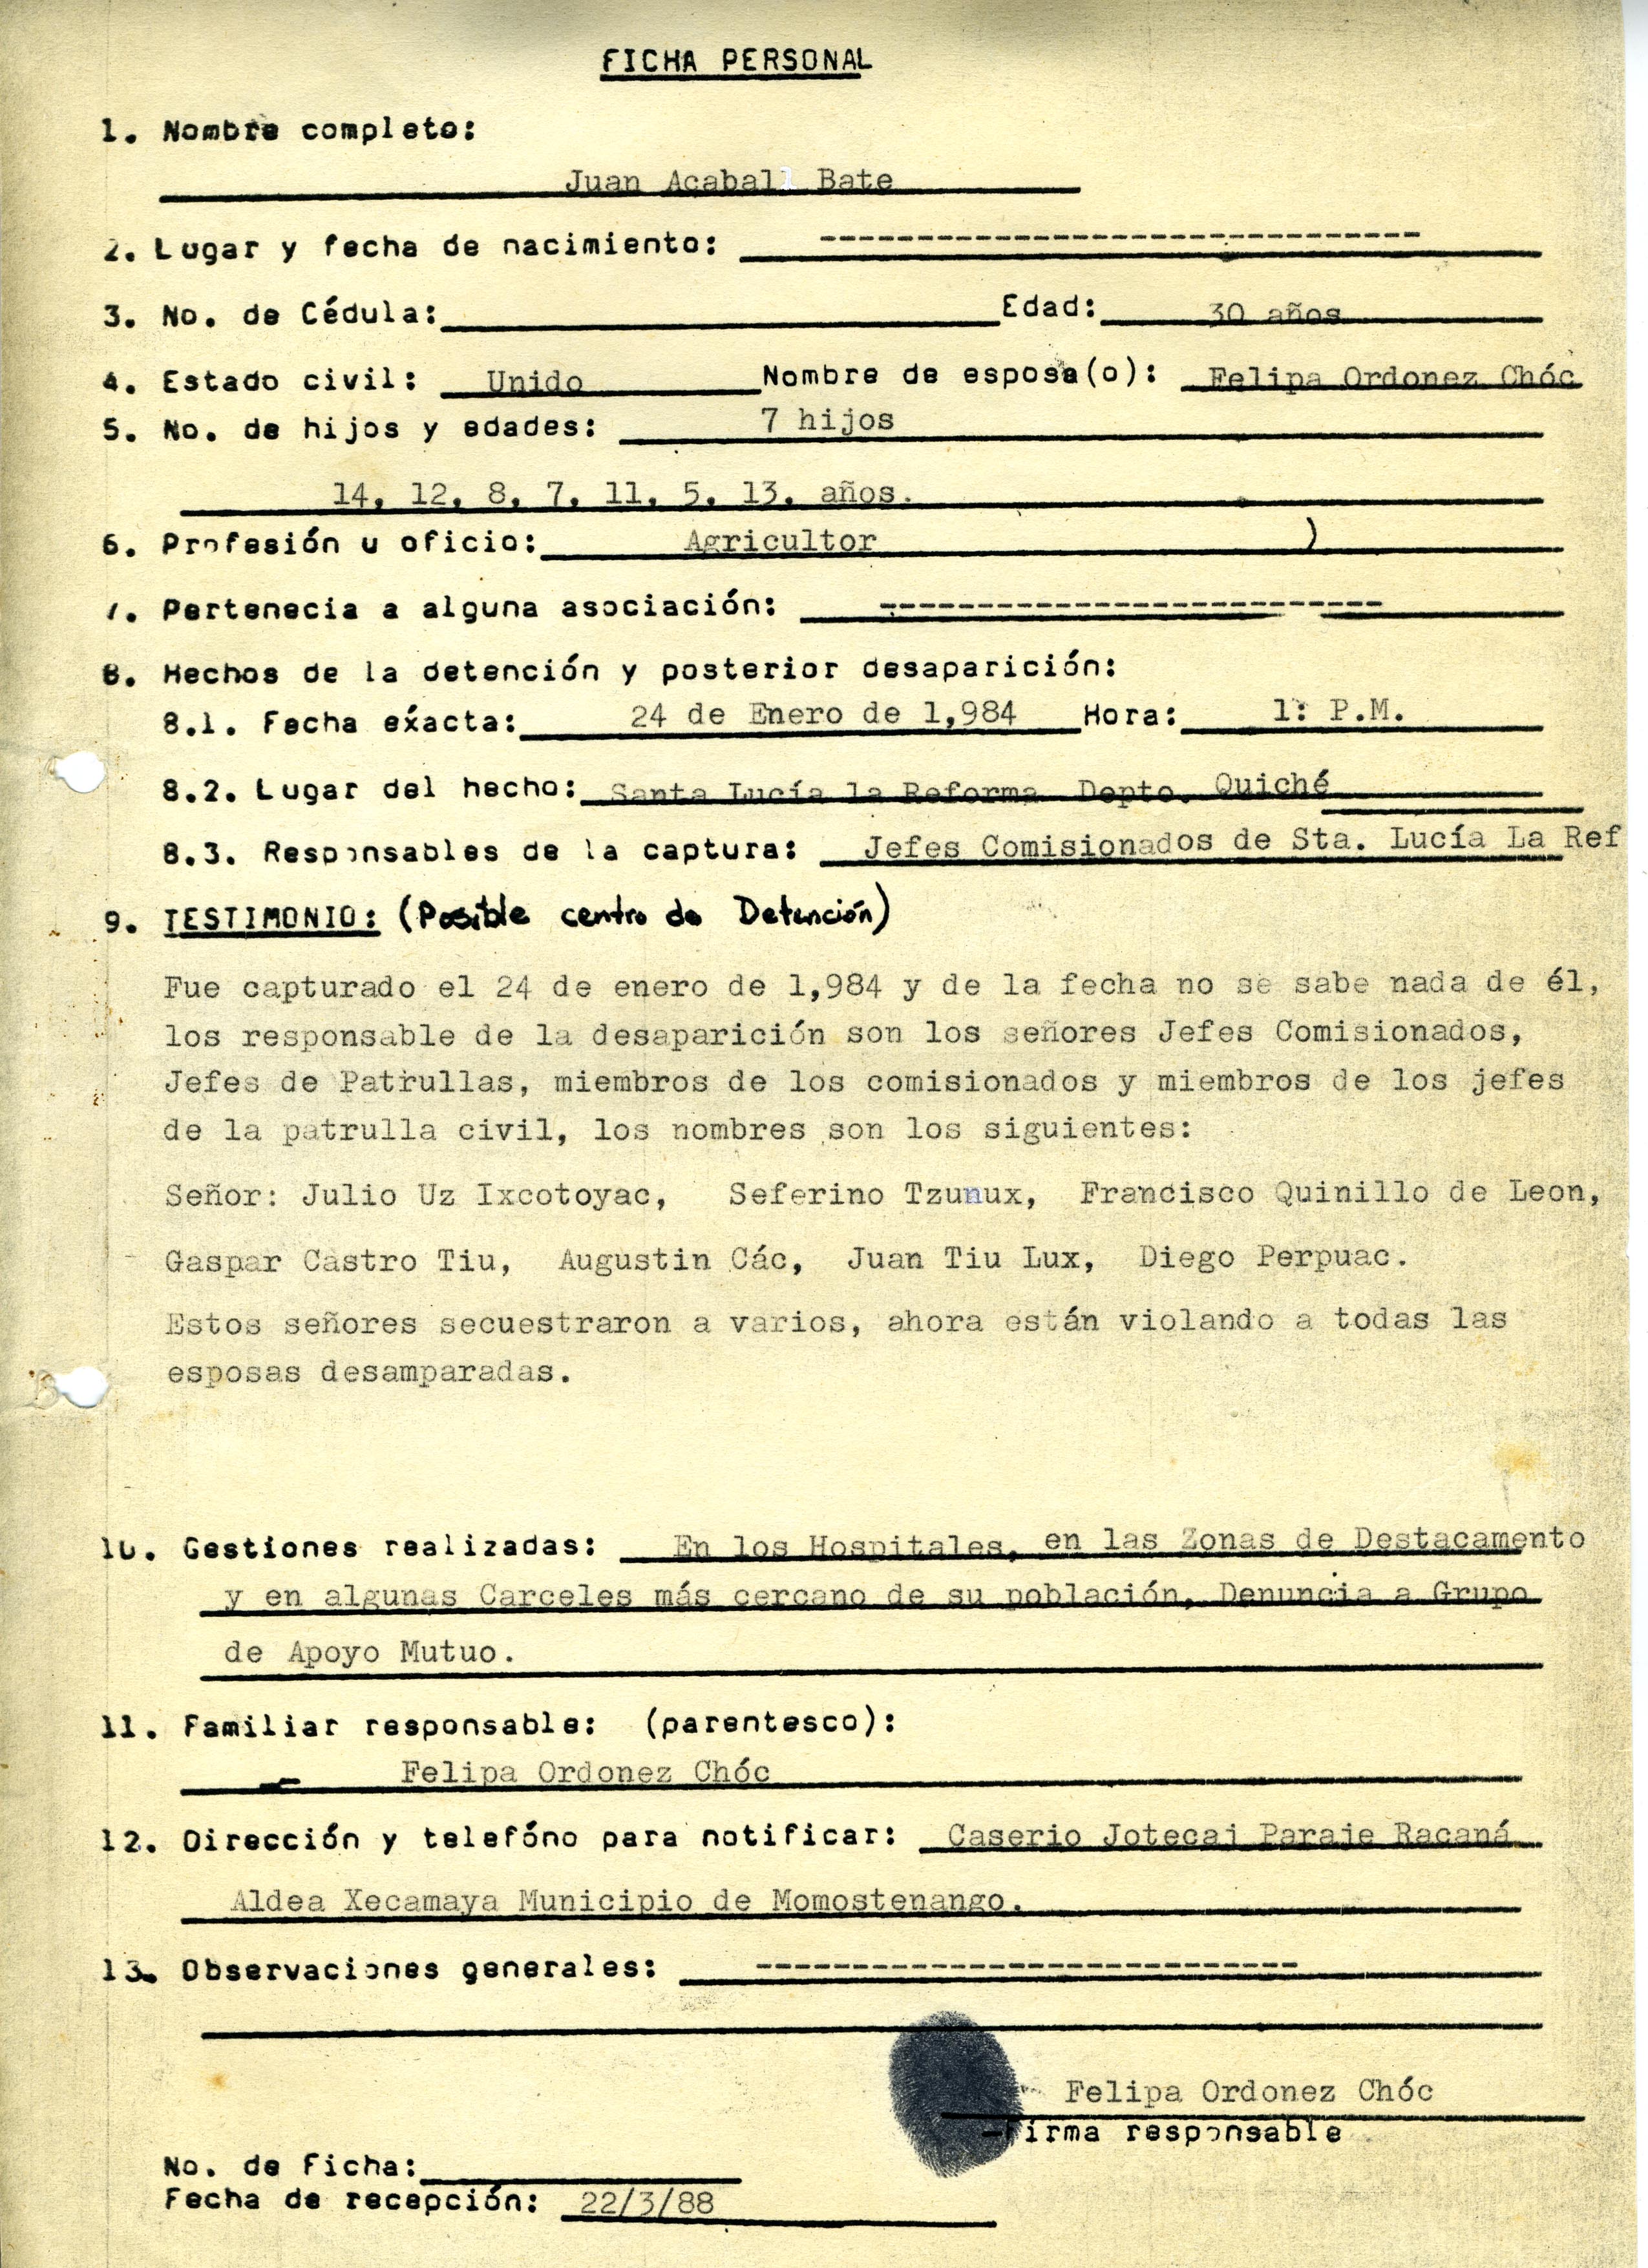 FICHA PERSONAL
1. Nombre completo:
Juan Acabal Bate
2. Lugar y fecha de nacimiento: ------------------------------
3. No. de Cédula: Edad: 30 años
4. Estado civil: Unido Nombre de esposa(o): Felipa Ordonez Chóc
5. No. de hijos y edades: 7 hijos
14, 12, 8, 7, 11, 5, 13, años.
6. Profesión u oficio: Agricultor )
7. Pertenecia a alguna asociación: -------------------------
8. Hechos de la detención y posterior desaparición:
8.1. Fecha exácta: 24 de Enero de 1,984 Hora: 1: P.M.
8.2. Lugar del hecho: Santa Lucía la Reforma Depto. Quiché
8.3. Responsables de la captura: Jefes Comisionados de Sta. Lucía La Ref
9. TESTIMONIO: (Posible centro de Detención)
Fue capturado el 24 de enero de 1,984 y de la fecha no se sabe nada de él,
los responsable de la desaparición son los señores Jefes Comisionados,
Jefes de Patrullas, miembros de los comisionados y miembros de los jefes
de la patrulla civil, los nombres son los siguientes:
Señor: Julio Uz Ixcotoyac, Seferino Tzunux, Francisco Quinillo de Leon,
Gaspar Castro Tiu, Augustin Các, Juan Tiu Lux, Diego Perpuac.
Estos señores secuestraron a varios, ahora están violando a todas las
esposas desamparadas.
10. Gestiones realizadas: En los Hospitales, en las Zonas de Destacamento
y en algunas Carceles más cercano de su población, Denuncia a Grupo
de Apoyo Mutuo.
11. Familiar responsable: (parentesco):
Felipa Ordonez Chóc
12. Dirección y telefóno para notificar: Caserio Jotecaj Paraje Racaná
Aldea Xecamaya Municipio de Momostenango.
13. Observaciones generales: ---------------------------
Felipa Ordonez Chóc
Firma responsable
No. de ficha:
Fecha de recepción: 22/3/88